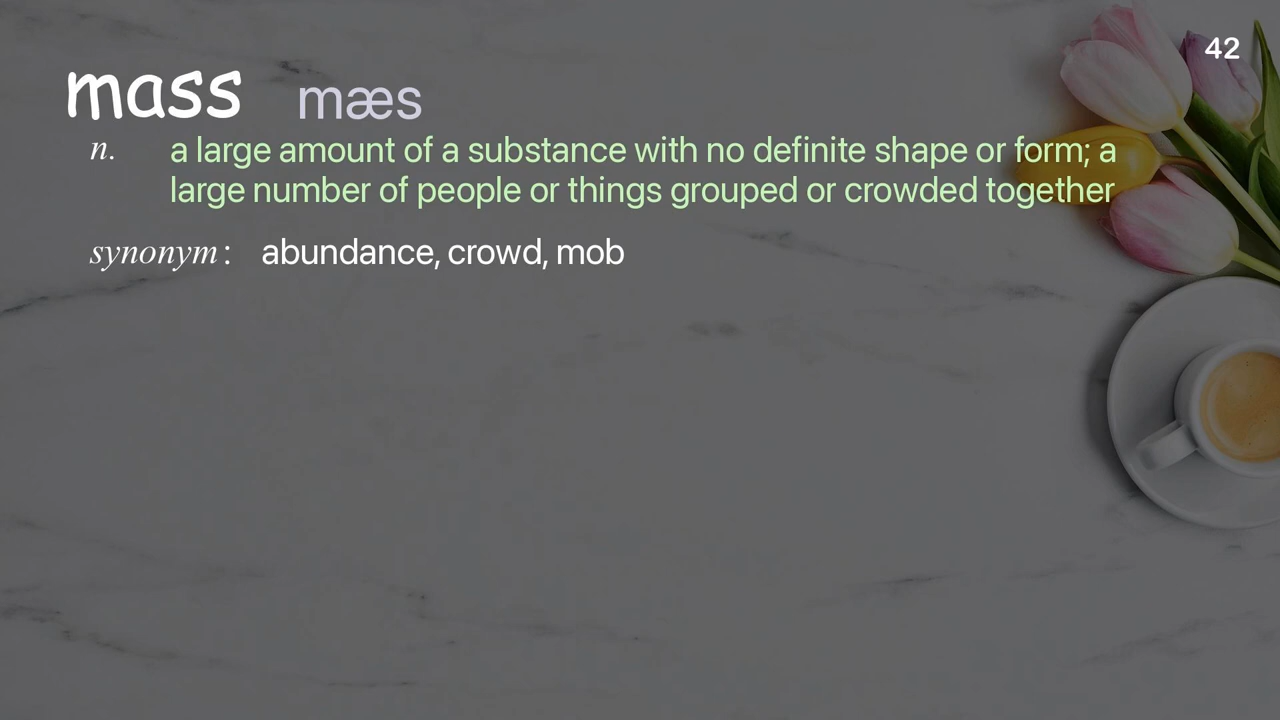 42
mass mæs
n. a large amount of a substance with no definite shape or form; a
large number of people or things grouped or crowded together
synonym: abundance, crowd, mob